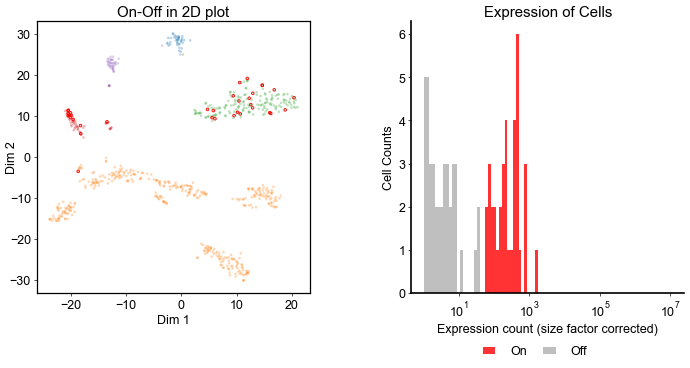 On-Off in 2D plot
Dim 2
30
20
10
0
−10
−20
−30
−20 −10 0 10 20
Dim 1
Expression of Cells
Cell Counts
6
5
4
3
2
1
0
10^1 10^3 10^5 10^7
Expression count (size factor corrected)
On Off